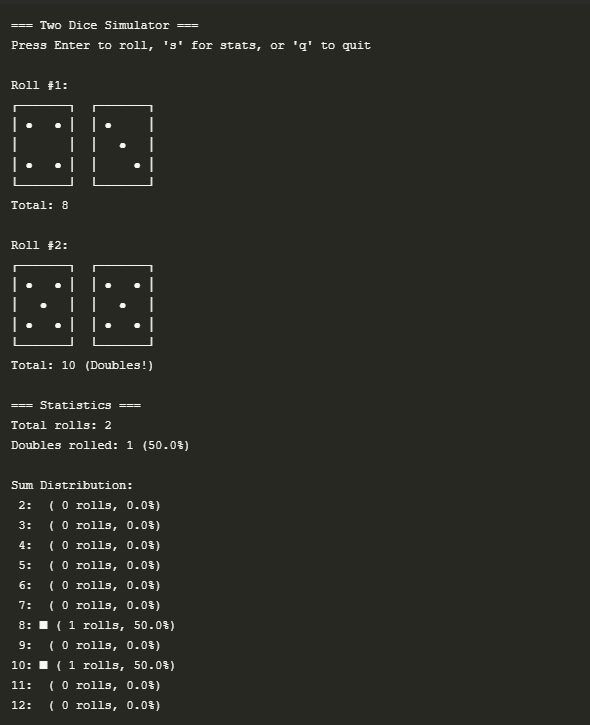 === Two Dice Simulator ===
Press Enter to roll, 's' for stats, or 'q' to quit
Roll #1:
Total: 8
Roll #2:
Total: 10 (Doubles!)
=== Statistics ===
Total rolls: 2
Doubles rolled: 1 (50.0%)
Sum Distribution:
2:  ( 0 rolls, 0.0%)
3:  ( 0 rolls, 0.0%)
4:  ( 0 rolls, 0.0%)
5:  ( 0 rolls, 0.0%)
6:  ( 0 rolls, 0.0%)
7:  ( 0 rolls, 0.0%)
8: ■ ( 1 rolls, 50.0%)
9:  ( 0 rolls, 0.0%)
10: ■ ( 1 rolls, 50.0%)
11:  ( 0 rolls, 0.0%)
12:  ( 0 rolls, 0.0%)